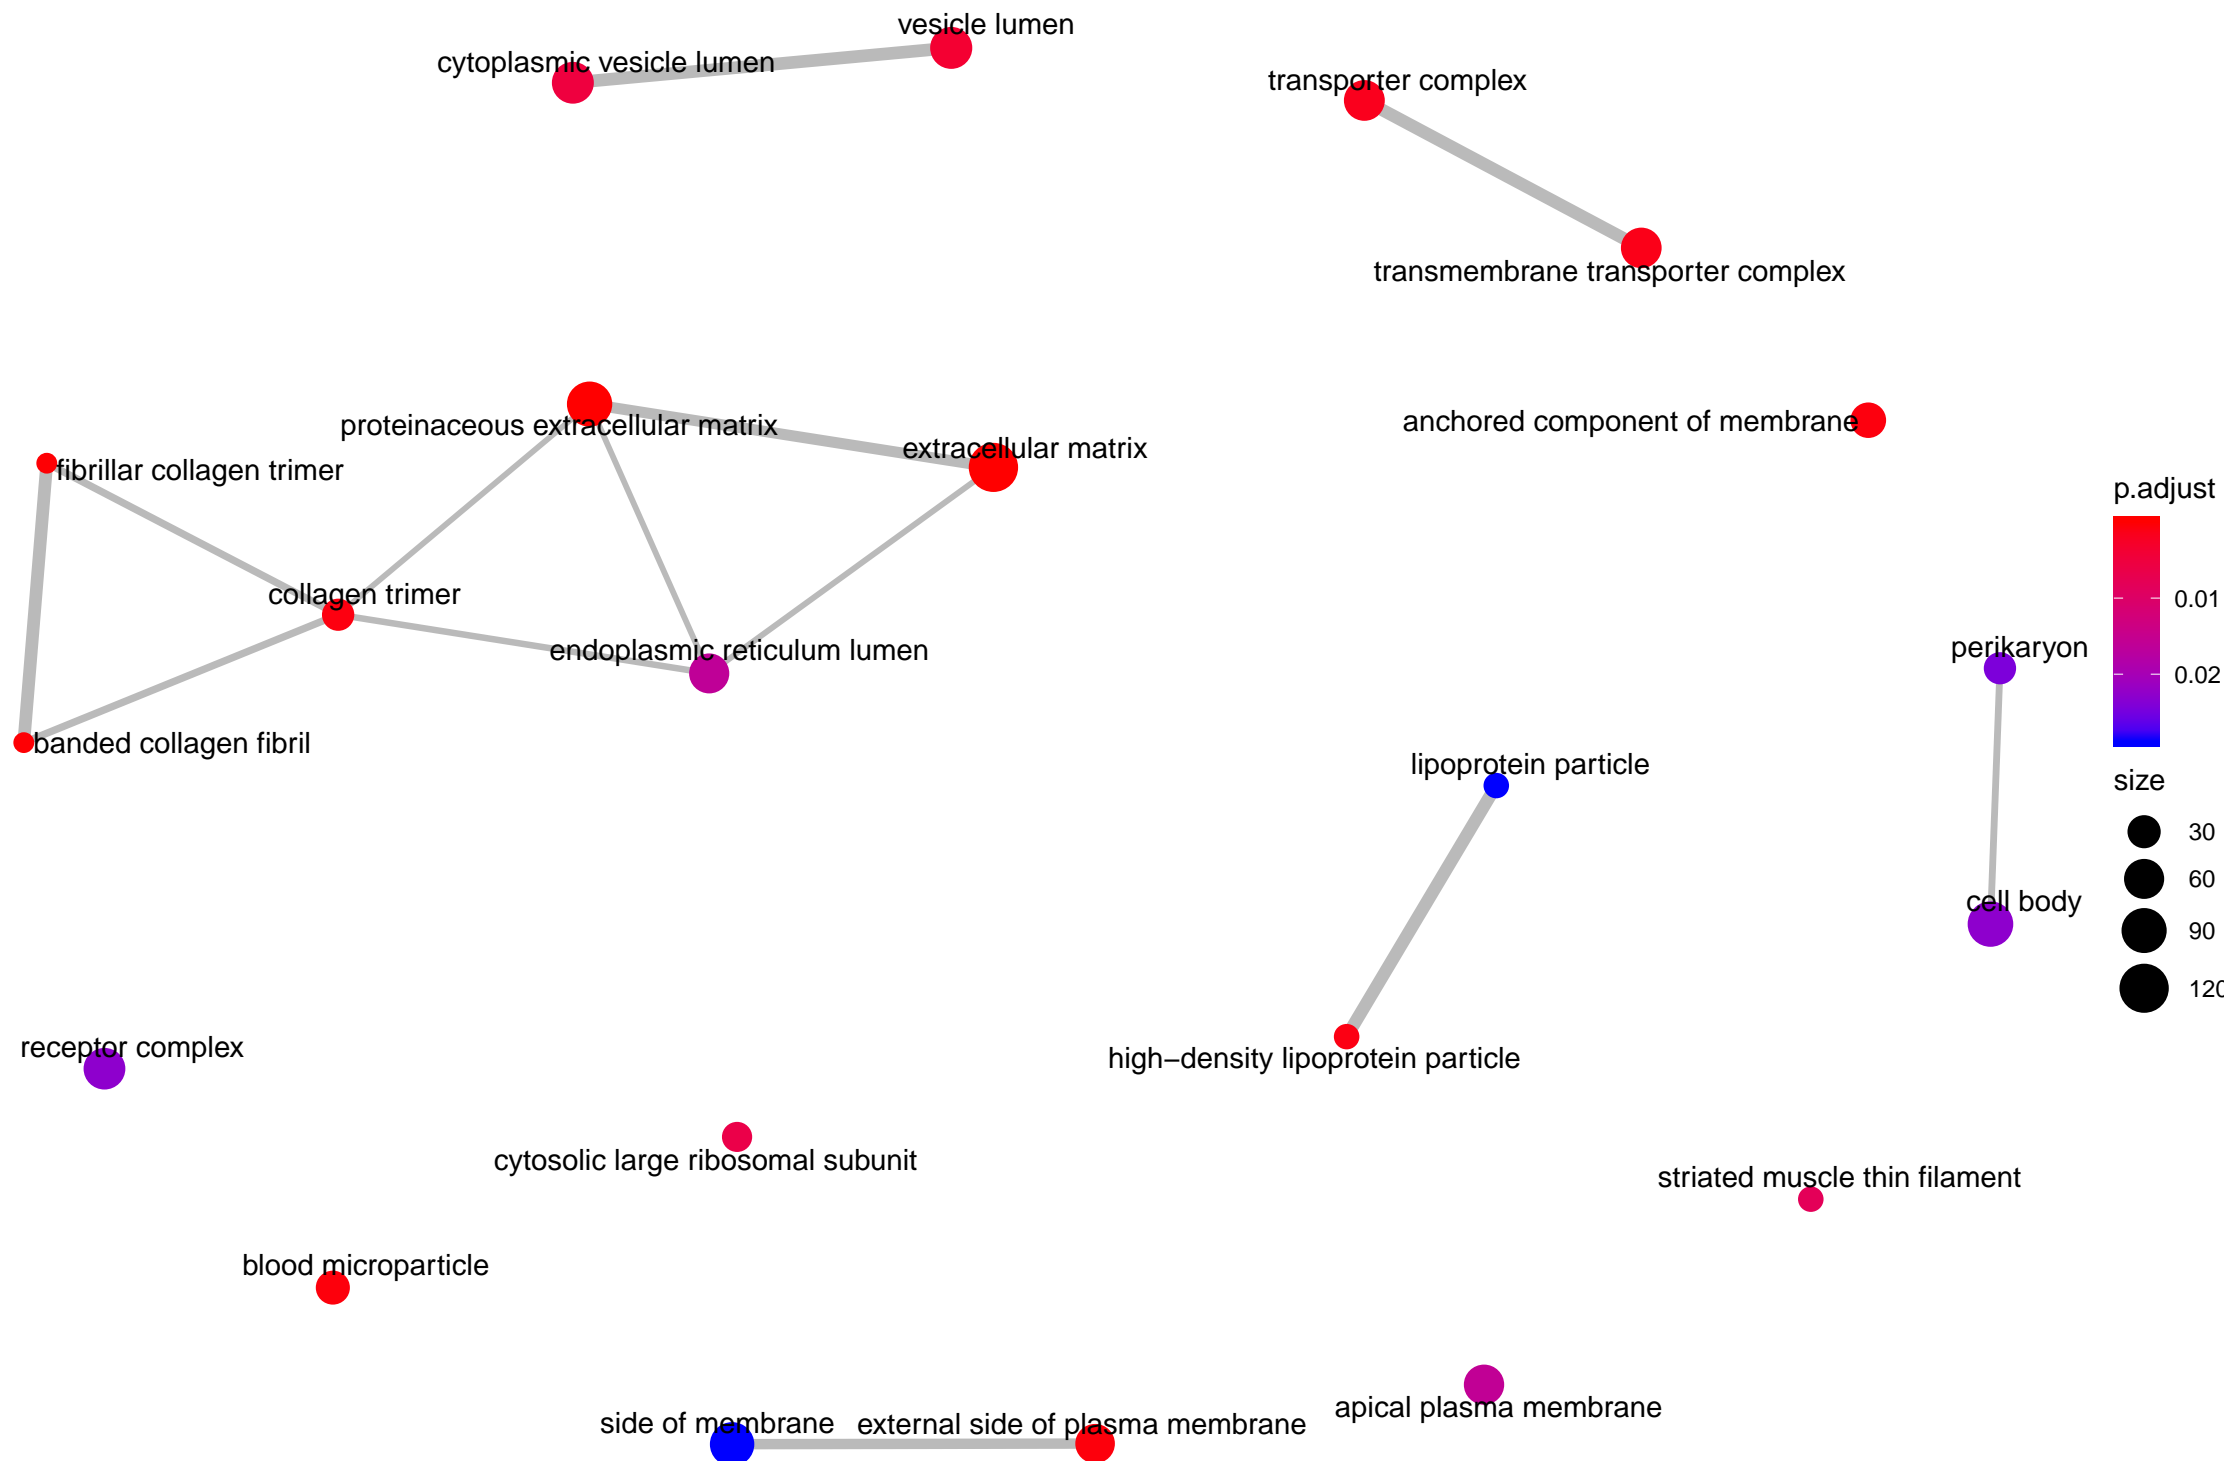 vesicle lumen
cytoplasmic vesicle lumen
transporter complex
transmembrane transporter complex
proteinaceous extracellular matrix
anchored component of membrane
extracellular matrix
fibrillar collagen trimer
p.adjust
0.01
collagen trimer
endoplasmic reticulum lumen
perikaryon
0.02
banded collagen fibril
lipoprotein particle
size
30
60
cell body
90
120
receptor complex
high−density lipoprotein particle
cytosolic large ribosomal subunit
striated muscle thin filament
blood microparticle
apical plasma membrane
side of membrane
external side of plasma membrane